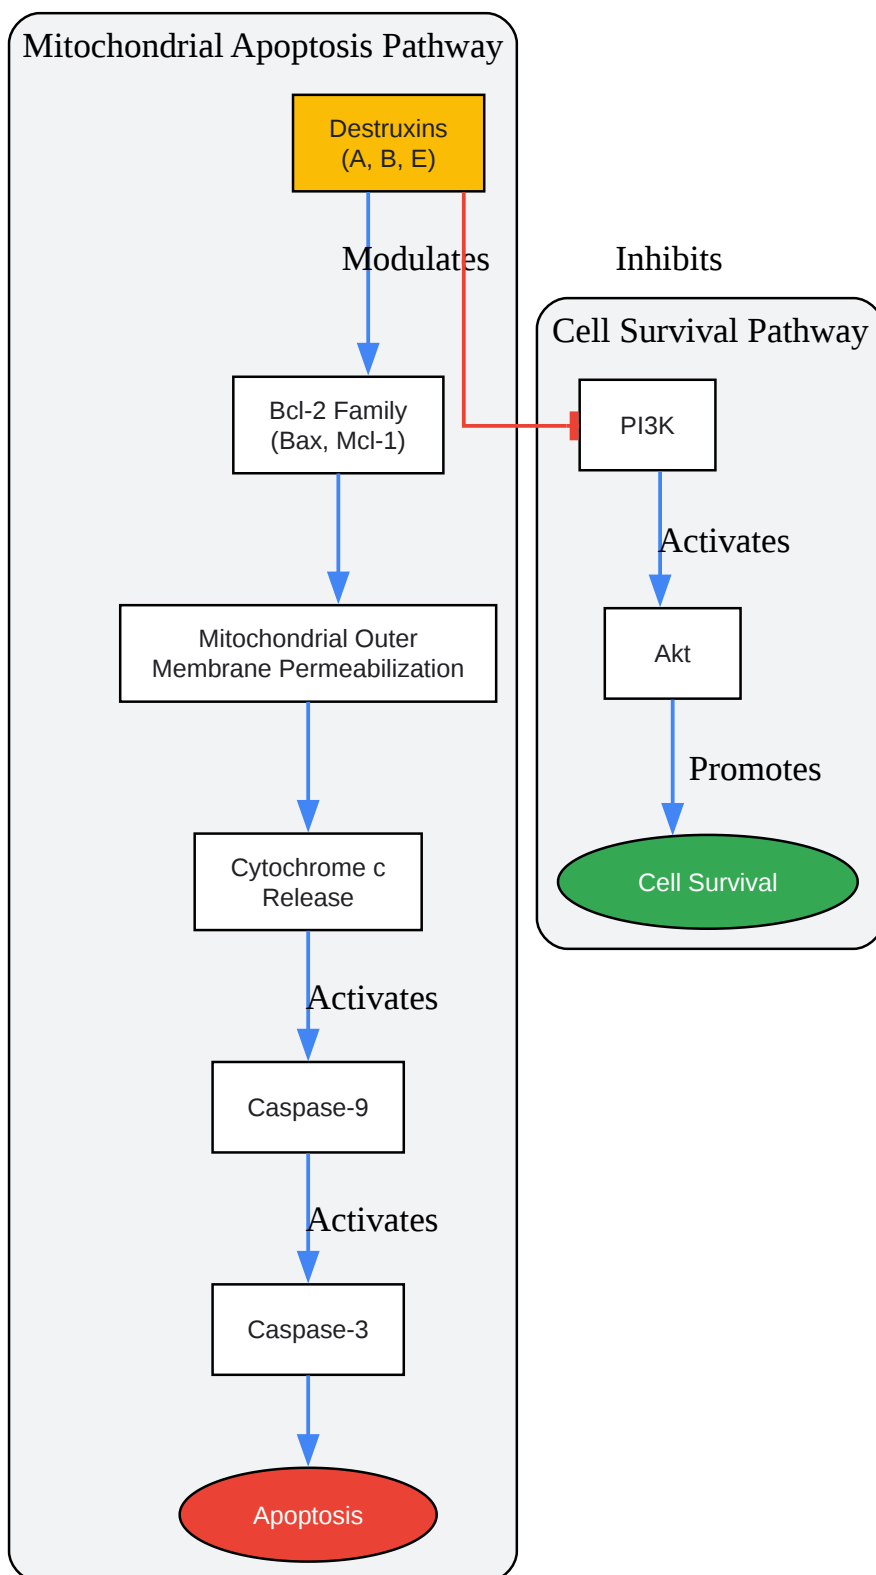 Mitochondrial Apoptosis Pathway
Destruxins
(A, B, E)
Modulates
Inhibits
Cell Survival Pathway
Bcl-2 Family
(Bax, Mcl-1)
PI3K
Activates
Mitochondrial Outer
Membrane Permeabilization
Akt
Promotes
Cytochrome c
Release
Cell Survival
Activates
Caspase-9
Activates
Caspase-3
Apoptosis